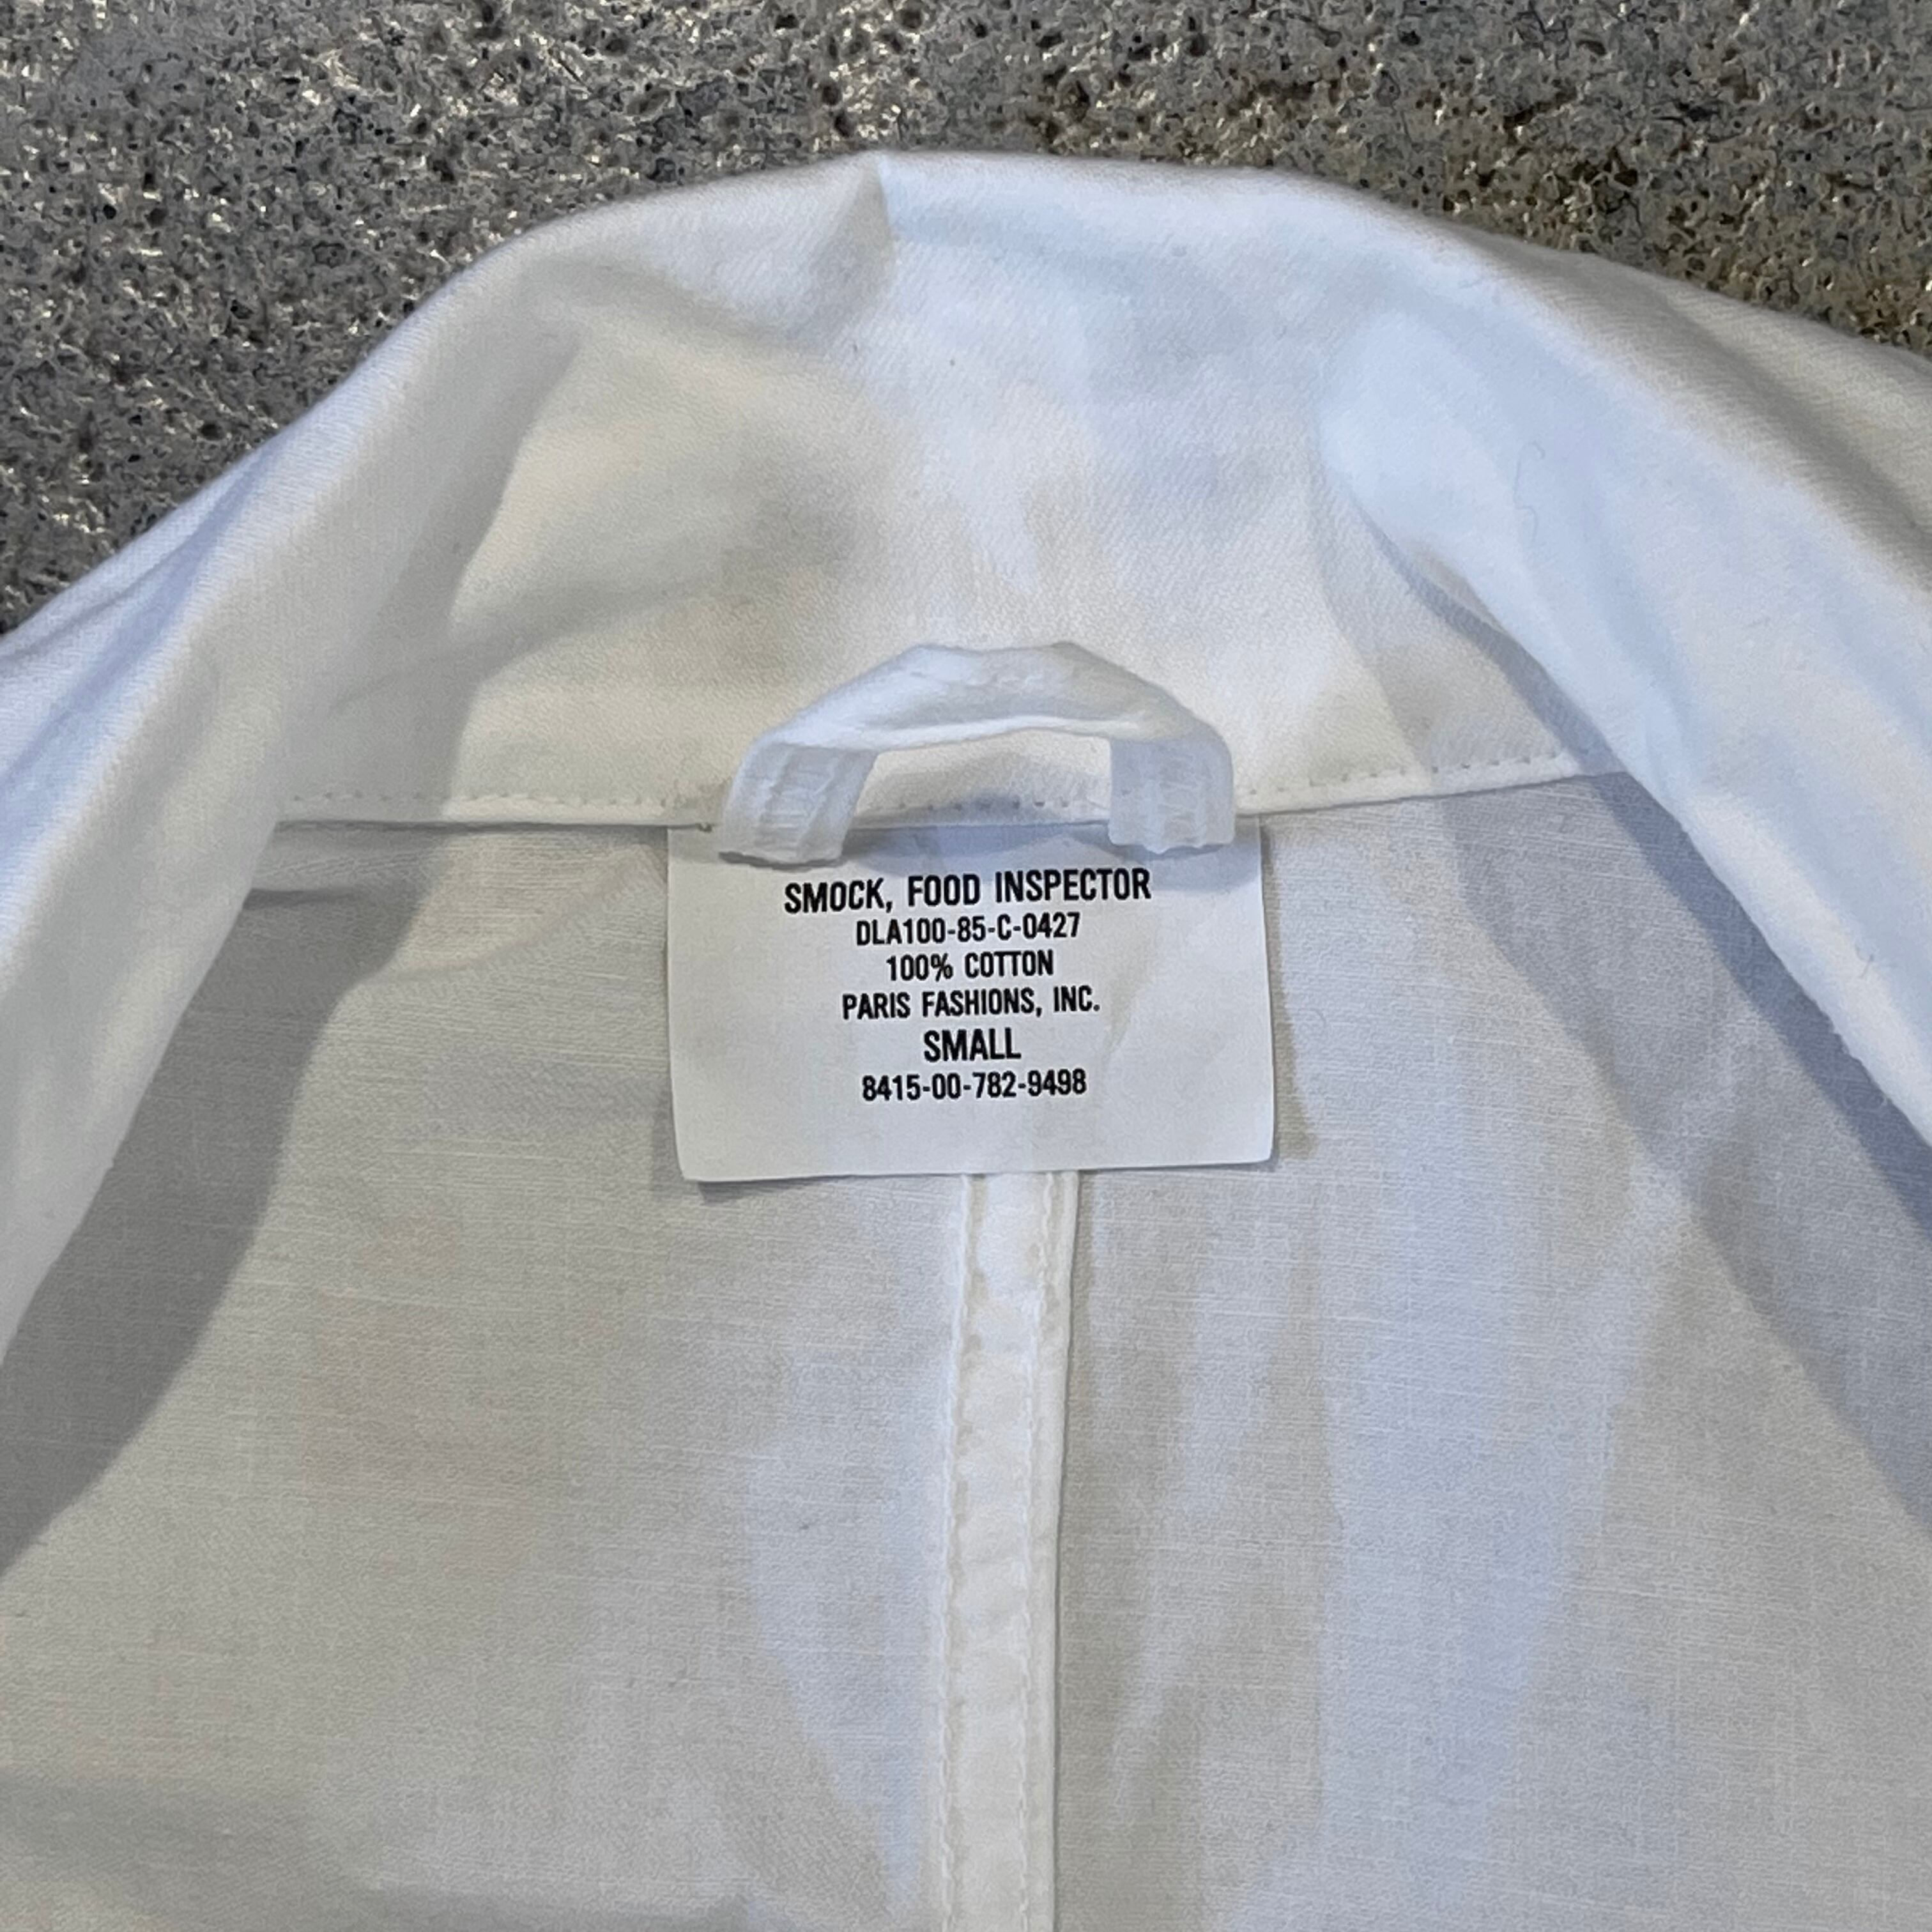 SMOCK, FOOD INSPECTOR
DLA100-85-C-0427
100% COTTON
PARIS FASHIONS, INC.
SMALL
8415-00-782-9498